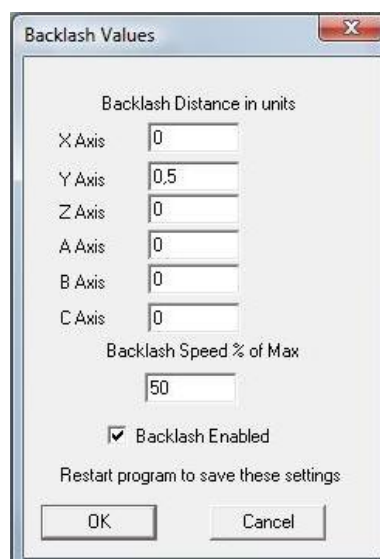 Backlash Values
X
Backlash Distance in units
X Axis 0
Y Axis 0,5
Z Axis 0
A Axis 0
B Axis 0
C Axis 0
Backlash Speed % of Max
50
Backlash Enabled
Restart program to save these settings
OK Cancel